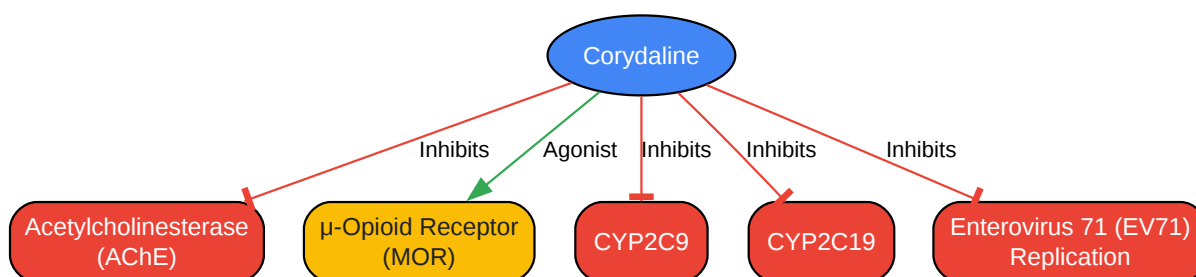 Corydaline
Inhibits
Agonist
Inhibits
Inhibits
Inhibits
Acetylcholinesterase
(AChE)
μ-Opioid Receptor
(MOR)
CYP2C9
CYP2C19
Enterovirus 71 (EV71)
Replication